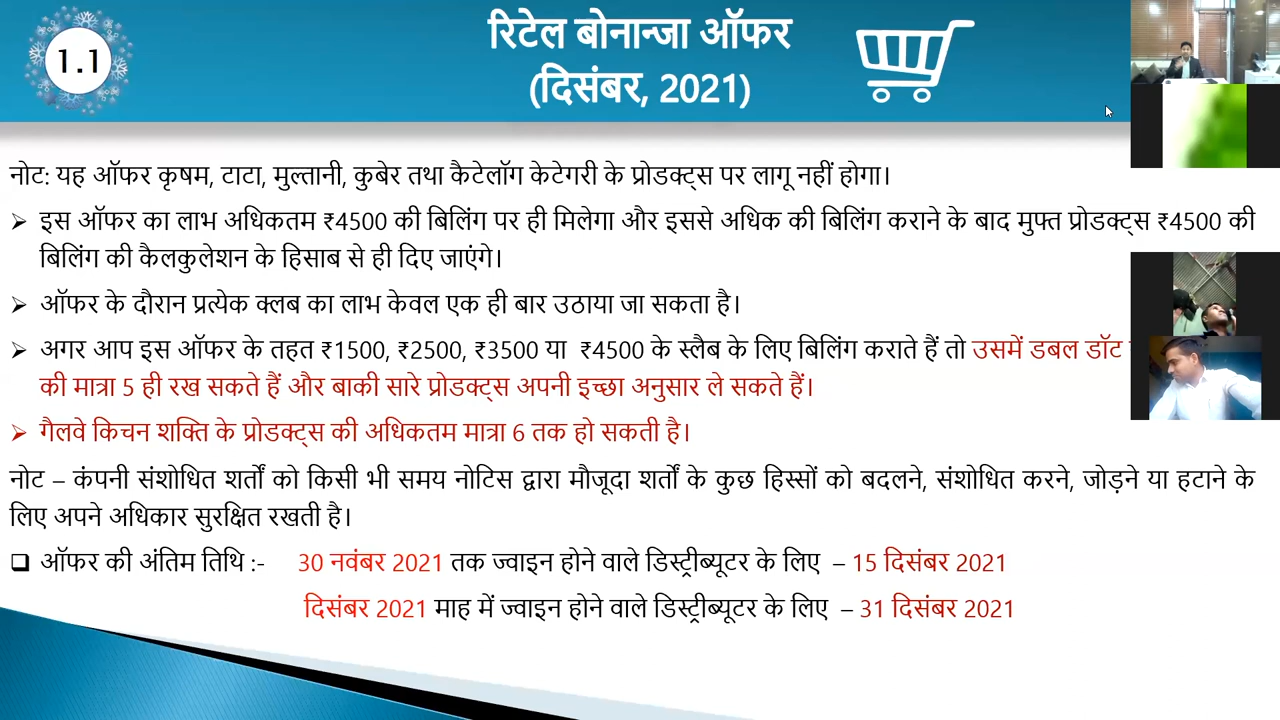 1.1
रिटेल बोनान्जा ऑफर
(दिसंबर, 2021)
नोट: यह ऑफर कृषम, टाटा, मुल्तानी, कुबेर तथा कैटेलॉग केटेगरी के प्रोडक्ट्स पर लागू नहीं होगा।
➢ इस ऑफर का लाभ अधिकतम ₹4500 की बिलिंग पर ही मिलेगा और इससे अधिक की बिलिंग कराने के बाद मुफ्त प्रोडक्ट्स ₹4500 की
बिलिंग की कैलकुलेशन के हिसाब से ही दिए जाएंगे।
➢ ऑफर के दौरान प्रत्येक क्लब का लाभ केवल एक ही बार उठाया जा सकता है।
➢ अगर आप इस ऑफर के तहत ₹1500, ₹2500, ₹3500 या ₹4500 के स्लैब के लिए बिलिंग कराते हैं तो उसमें डबल डॉट
की मात्रा 5 ही रख सकते हैं और बाकी सारे प्रोडक्ट्स अपनी इच्छा अनुसार ले सकते हैं।
➢ गैलवे किचन शक्ति के प्रोडक्ट्स की अधिकतम मात्रा 6 तक हो सकती है।
नोट – कंपनी संशोधित शर्तों को किसी भी समय नोटिस द्वारा मौजूदा शर्तों के कुछ हिस्सों को बदलने, संशोधित करने, जोड़ने या हटाने के
लिए अपने अधिकार सुरक्षित रखती है।
❑ ऑफर की अंतिम तिथि :- 30 नवंबर 2021 तक ज्वाइन होने वाले डिस्ट्रीब्यूटर के लिए – 15 दिसंबर 2021
दिसंबर 2021 माह में ज्वाइन होने वाले डिस्ट्रीब्यूटर के लिए – 31 दिसंबर 2021